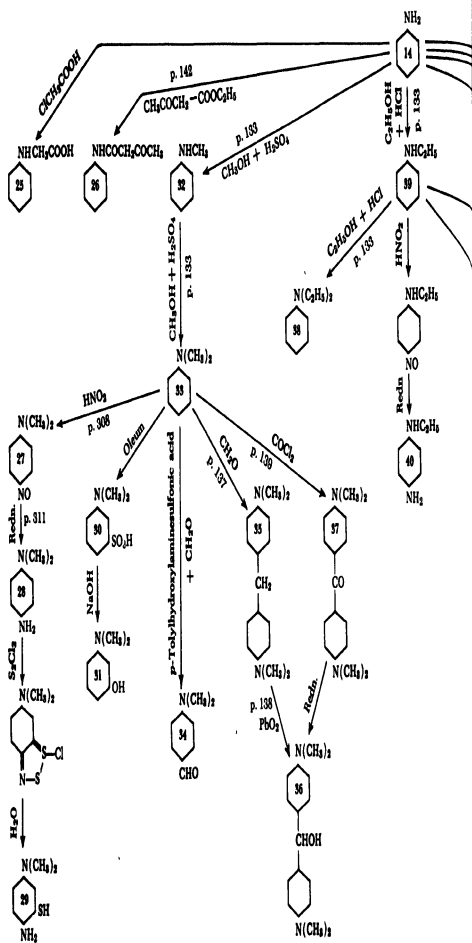 NH2
14
ClCH2COOH
p. 142
CH3COCH2—COOC2H5
p. 133
CH3OH + H2SO4
C2H5OH
+ HCl
p. 133
NHCH2COOH
25
NHCOCH2COCH3
26
NHCH3
32
NHC2H5
39
CH3OH + H2SO4
p. 133
C2H5OH + HCl
p. 133
HNO2
N(C2H5)2
38
NHC2H5
NO
Redn
NHC2H5
40
NH2
N(CH3)2
33
HNO2
p. 308
Oleum
p-Tolylhydroxylaminesulfonic acid
+ CH2O
CH2O
p. 137
COCl2
p. 139
N(CH3)2
27
NO
Redn.
p. 311
N(CH3)2
28
NH2
S2Cl2
N(CH3)2
S—Cl
N—S
H2O
N(CH3)2
29
SH
NH2
N(CH3)2
30
SO3H
NaOH
N(CH3)2
31
OH
N(CH3)2
34
CHO
N(CH3)2
35
CH2
N(CH3)2
N(CH3)2
37
CO
N(CH3)2
p. 138
PbO2
Redn.
N(CH3)2
36
CHOH
N(CH3)2